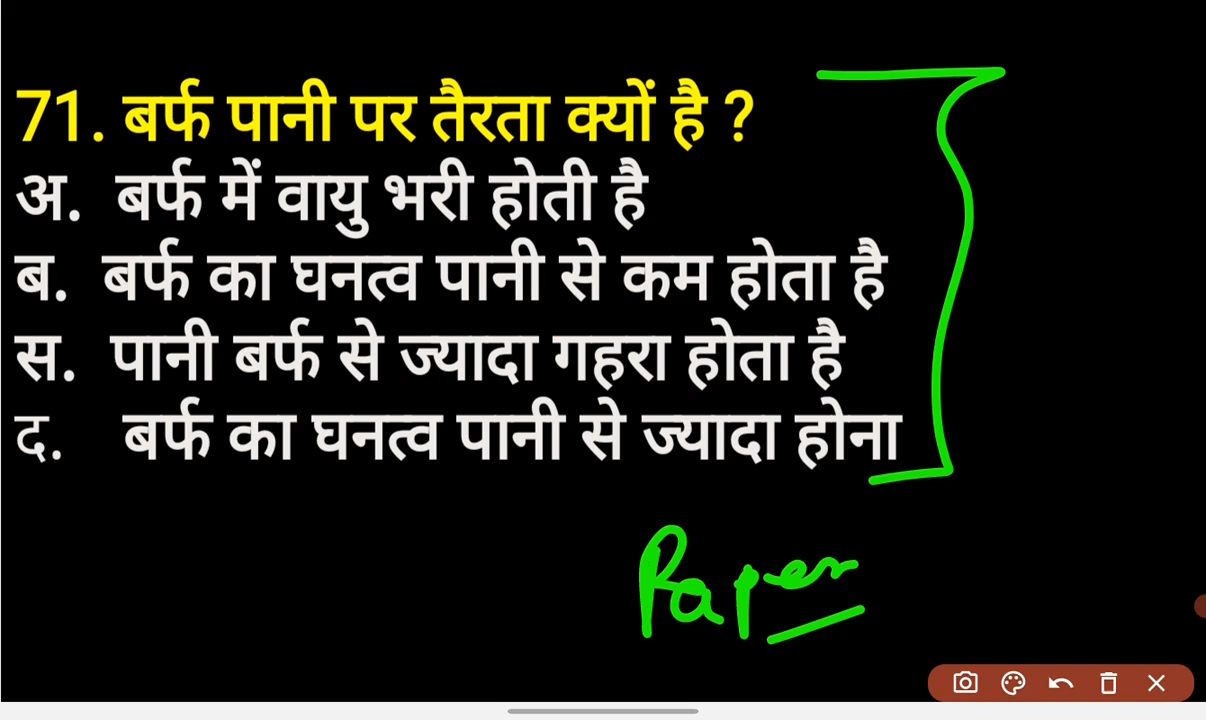 71. बर्फ पानी पर तैरता क्यों है ?
अ. बर्फ में वायु भरी होती है
ब. बर्फ का घनत्व पानी से कम होता है
स. पानी बर्फ से ज्यादा गहरा होता है
द. बर्फ का घनत्व पानी से ज्यादा होना
Paper